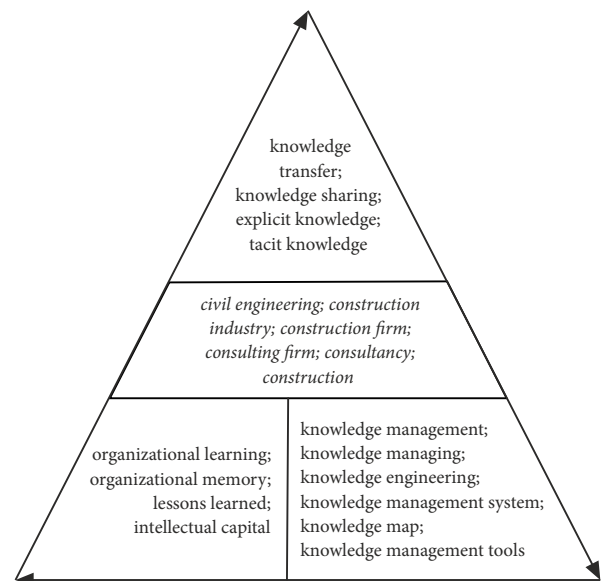 knowledge
transfer;
knowledge sharing;
explicit knowledge;
tacit knowledge
civil engineering; construction
industry; construction firm;
consulting firm; consultancy;
construction
organizational learning;
organizational memory;
lessons learned;
intellectual capital
knowledge management;
knowledge managing;
knowledge engineering;
knowledge management system;
knowledge map;
knowledge management tools